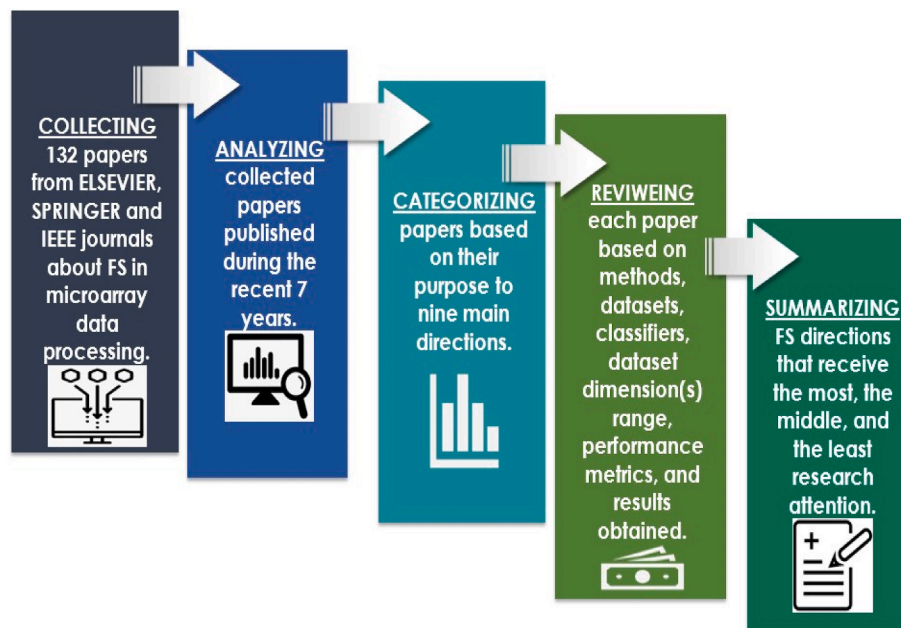 COLLECTING
132 papers
from ELSEVIER,
SPRINGER and
IEEE journals
about FS in
microarray
data
processing.
ANALYZING
collected
papers
published
during the
recent 7
years.
CATEGORIZING
papers based
on their
purpose to
nine main
directions.
REVIWEING
each paper
based on
methods,
datasets,
classifiers,
dataset
dimension(s)
range,
performance
metrics, and
results
obtained.
SUMMARIZING
FS directions
that receive
the most, the
middle, and
the least
research
attention.